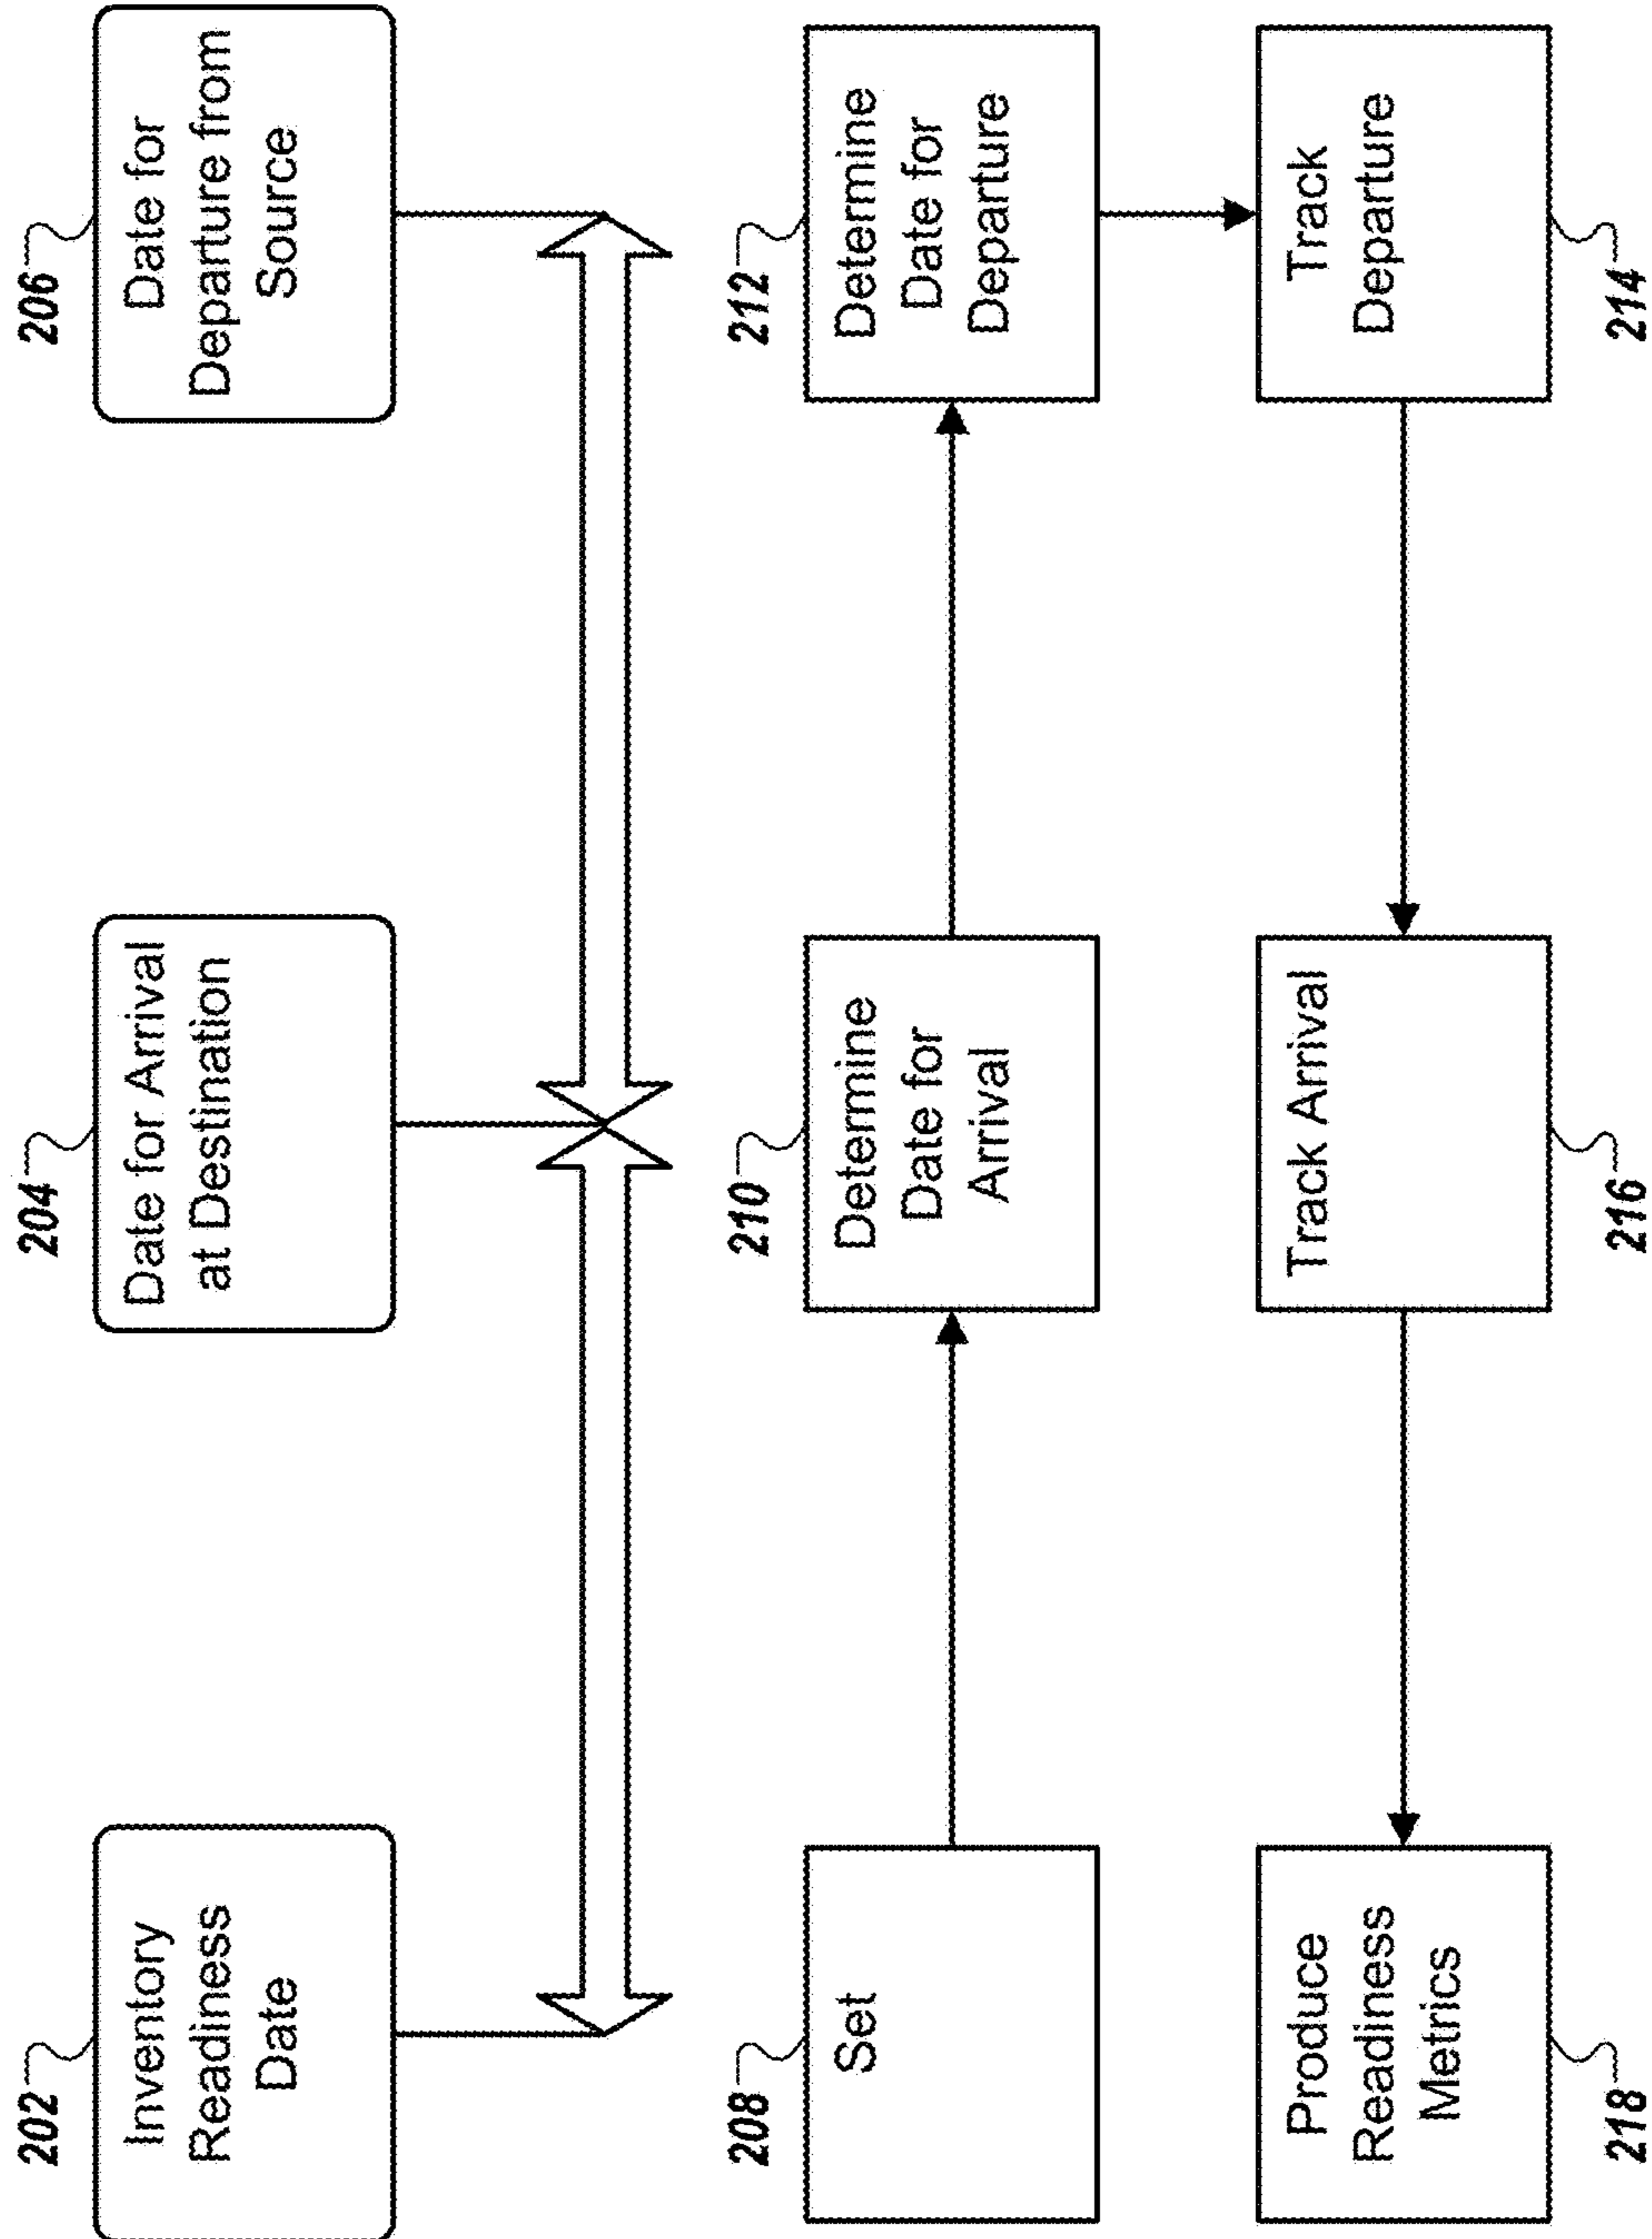 202
Inventory
Readiness
Date
204
Date for Arrival
at Destination
206
Date for
Departure from
Source
208
Set
210
Determine
Date for
Arrival
212
Determine
Date for
Departure
Produce
Readiness
Metrics
218
Track Arrival
216
Track
Departure
214